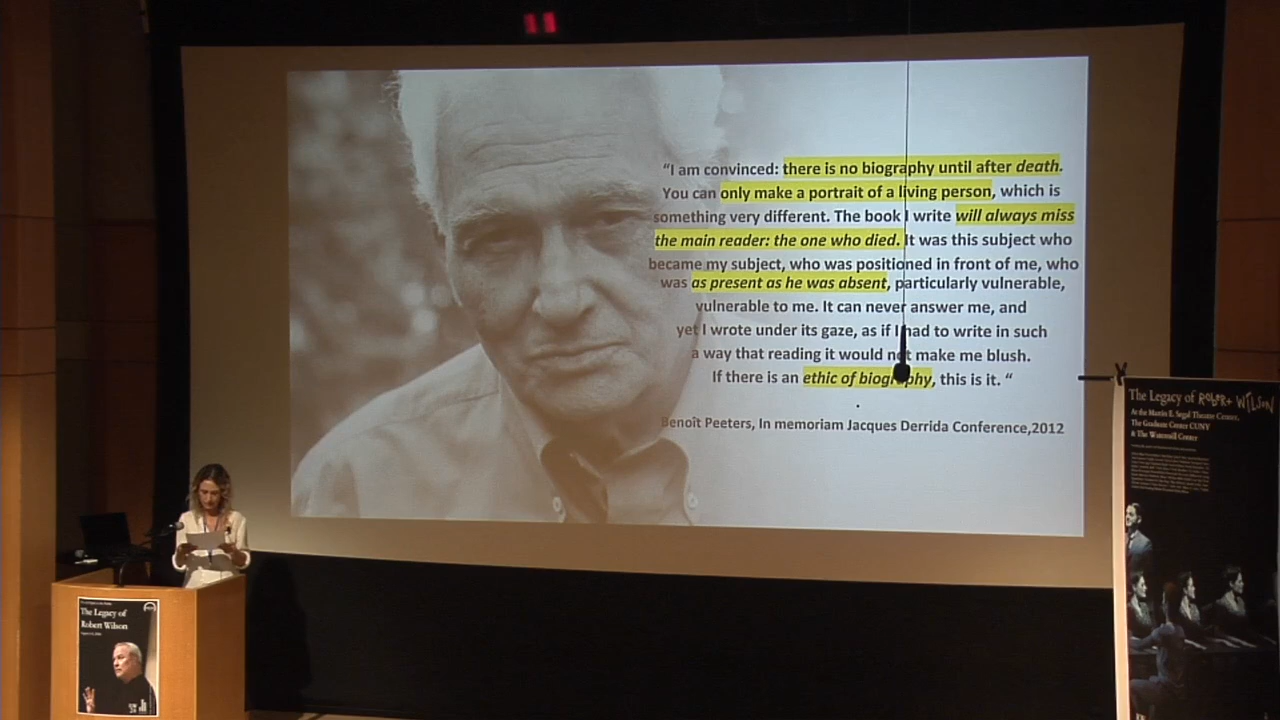 “I am convinced: there is no biography until after death.
You can only make a portrait of a living person, which is
something very different. The book I write will always miss
the main reader: the one who died. It was this subject who
became my subject, who was positioned in front of me, who
was as present as he was absent, particularly vulnerable,
vulnerable to me. It can never answer me, and
yet I wrote under its gaze, as if I had to write in such
a way that reading it would not make me blush.
If there is an ethic of biography, this is it. “
Benoît Peeters, In memoriam Jacques Derrida Conference,2012
The Legacy of ROBERT WILSON
At the Martin E. Segal Theatre Center,
The Graduate Center CUNY
& The Watermill Center
The Legacy of
Robert Wilson